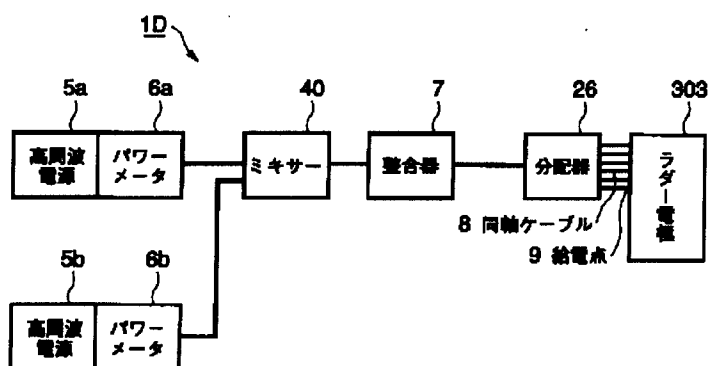 1D
5a
6a
40
7
26
303
高周波
電源
パワー
メータ
ミキサー
整合器
分配器
ラダー電極
8 同軸ケーブル
9 給電点
5b
6b
高周波
電源
パワー
メータ